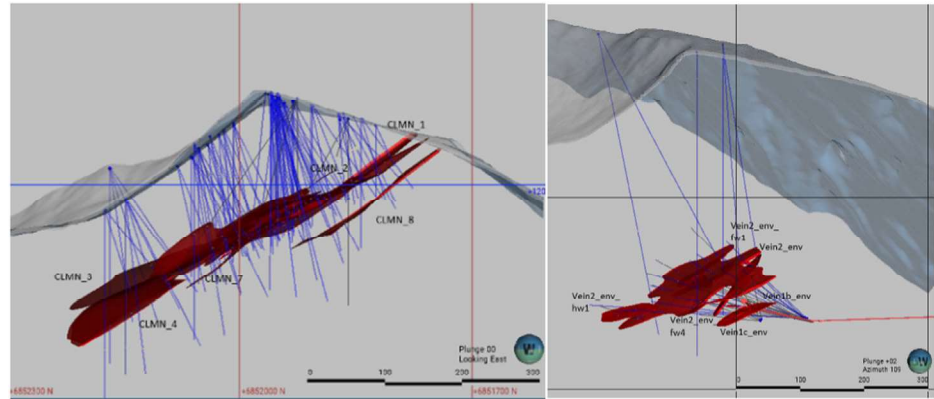 CLMN_1
CLMN_2
+120
CLMN_8
CLMN_3
CLMN_7
CLMN_4
Plunge 00
Looking East
+6852300 N
+6852000 N
+6851700 N
0 100 200 300
Vein2_env_
fw1
Vein2_env
Vein2_env_
hw1
Vein1b_env
Vein2_env_
fw4
Vein1c_env
Plunge +02
Azimuth 109
0 100 200 300